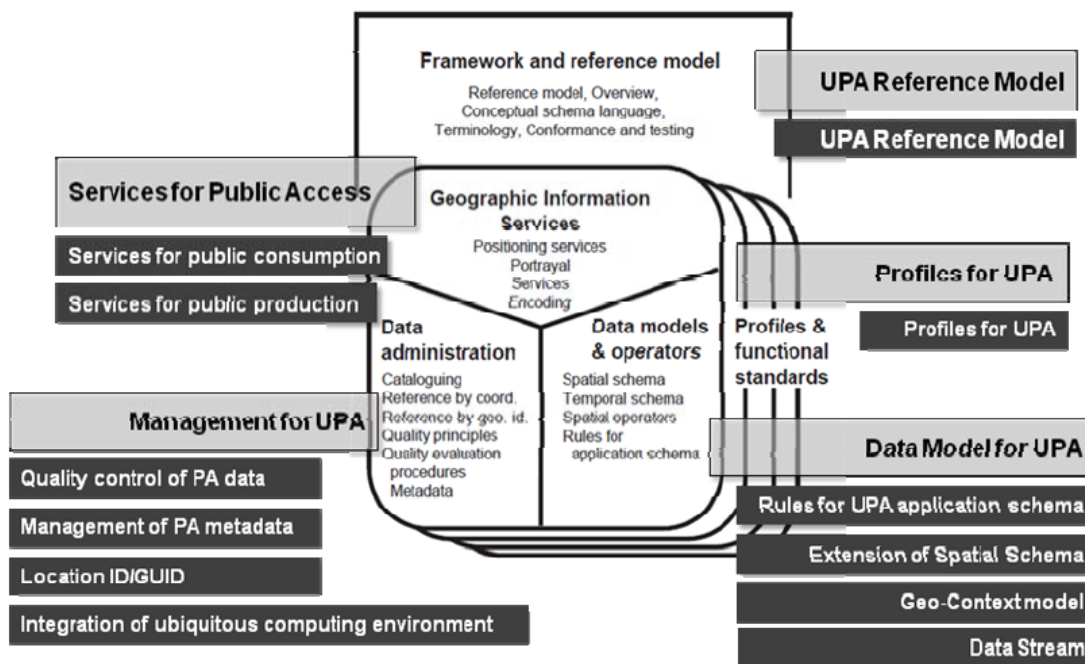 Framework and reference model
Reference model, Overview,
Conceptual schema language,
Terminology, Conformance and testing
UPA Reference Model
UPA Reference Model
Services for Public Access
Services for public consumption
Services for public production
Geographic Information
Services
Positioning services
Portrayal
Services
Encoding
Data
administration
Cataloguing
Reference by coord.
Reference by geo. id.
Quality principles
Quality evaluation
procedures
Metadata
Data models
& operators
Spatial schema
Temporal schema
Spatial operators
Rules for
application schema
Profiles &
functional
standards
Profiles for UPA
Profiles for UPA
Management for UPA
Quality control of PA data
Management of PA metadata
Location ID/GUID
Integration of ubiquitous computing environment
Data Model for UPA
Rules for UPA application schema
Extension of Spatial Schema
Geo-Context model
Data Stream